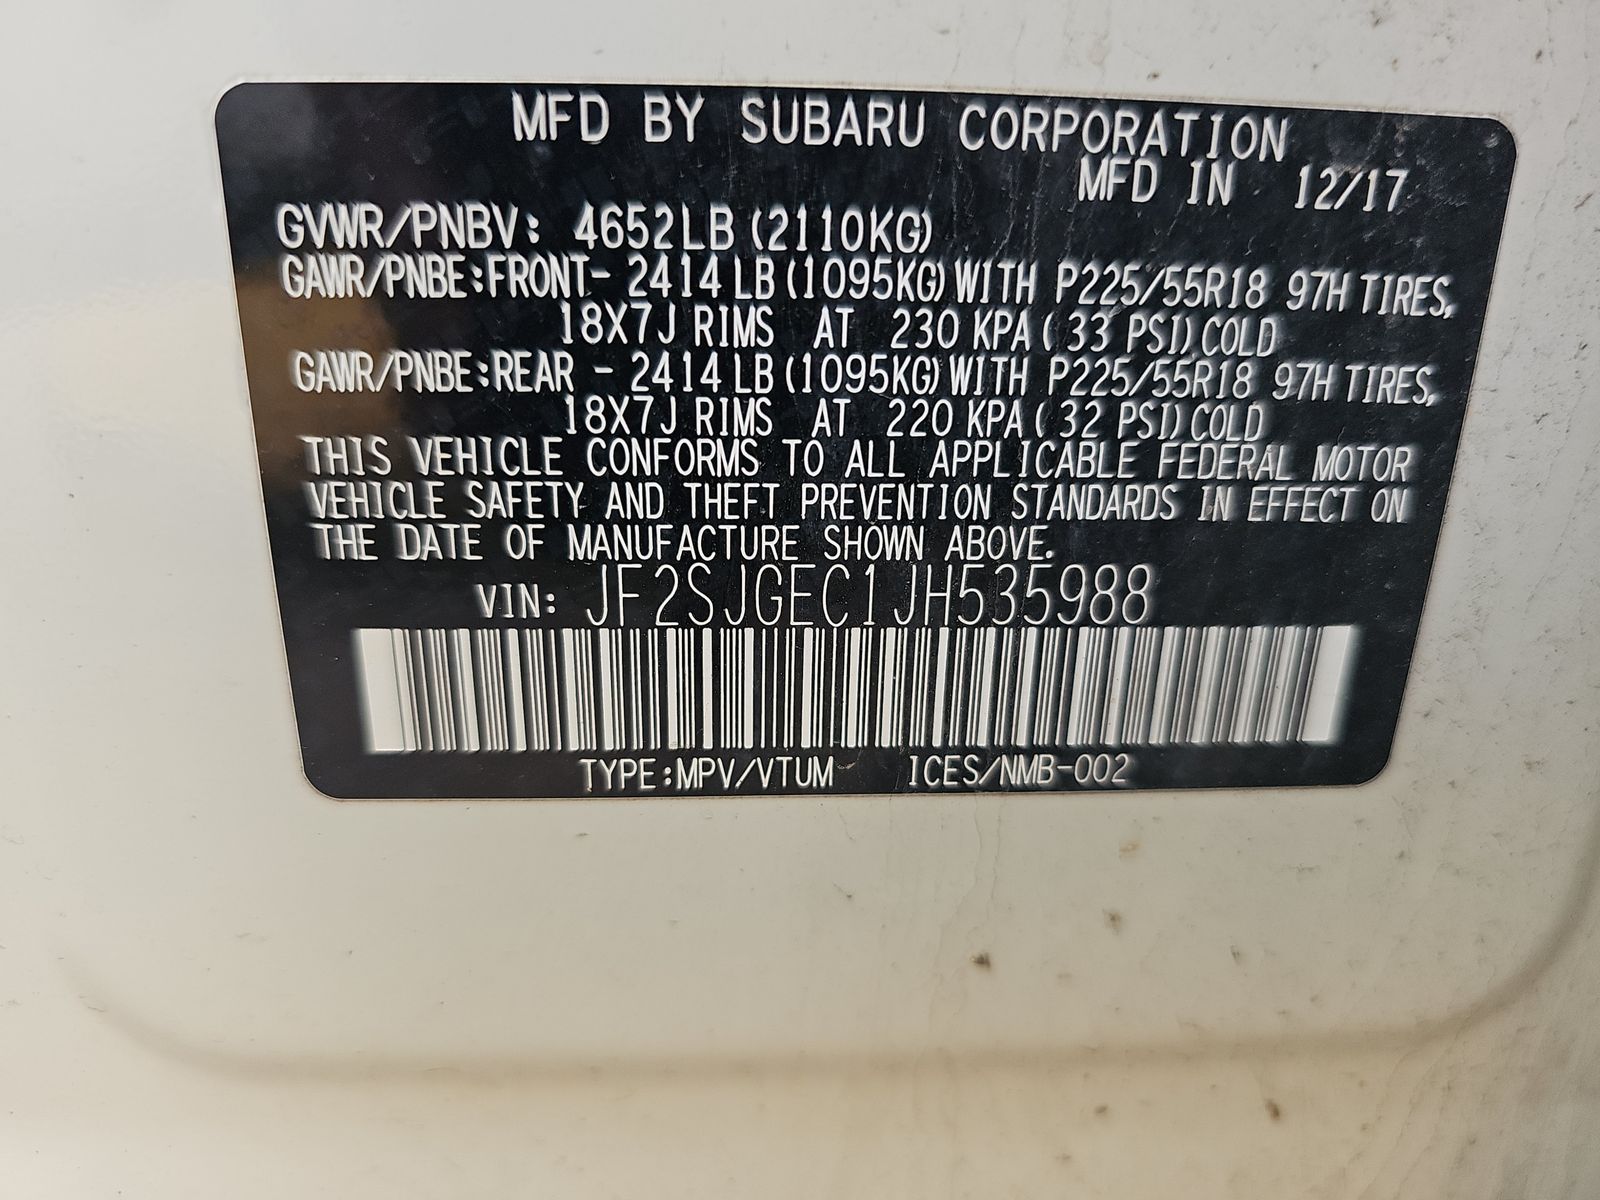 MFD BY SUBARU CORPORATION
MFD IN 12/17
GVWR/PNBV: 4652LB (2110KG)
GAWR/PNBE:FRONT- 2414 LB (1095KG) WITH P225/55R18 97H TIRES,
18X7J RIMS AT 230 KPA ( 33 PSI) COLD
GAWR/PNBE:REAR - 2414 LB (1095KG) WITH P225/55R18 97H TIRES,
18X7J RIMS AT 220 KPA ( 32 PSI) COLD
THIS VEHICLE CONFORMS TO ALL APPLICABLE FEDERAL MOTOR
VEHICLE SAFETY AND THEFT PREVENTION STANDARDS IN EFFECT ON
THE DATE OF MANUFACTURE SHOWN ABOVE.
VIN: JF2SJGEC1JH535988
TYPE:MPV/VTUM ICES/NMB-002